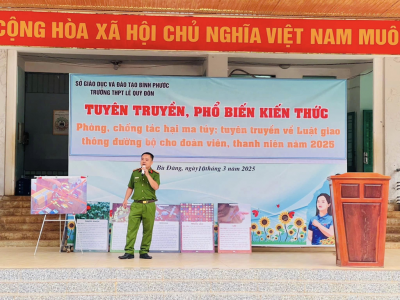 CỘNG HÒA XÃ HỘI CHỦ NGHĨA VIỆT NAM MUÔ
SỞ GIÁO DỤC VÀ ĐÀO TẠO BÌNH PHƯỚC
TRƯỜNG THPT LÊ QUÝ ĐÔN
TUYÊN TRUYỀN, PHỔ BIẾN KIẾN THỨC
Phòng, chống tác hại ma túy; tuyên truyền về Luật giao
thông đường bộ cho đoàn viên, thanh niên năm 2025
Bù Đăng, ngày 10 tháng 3 năm 2025